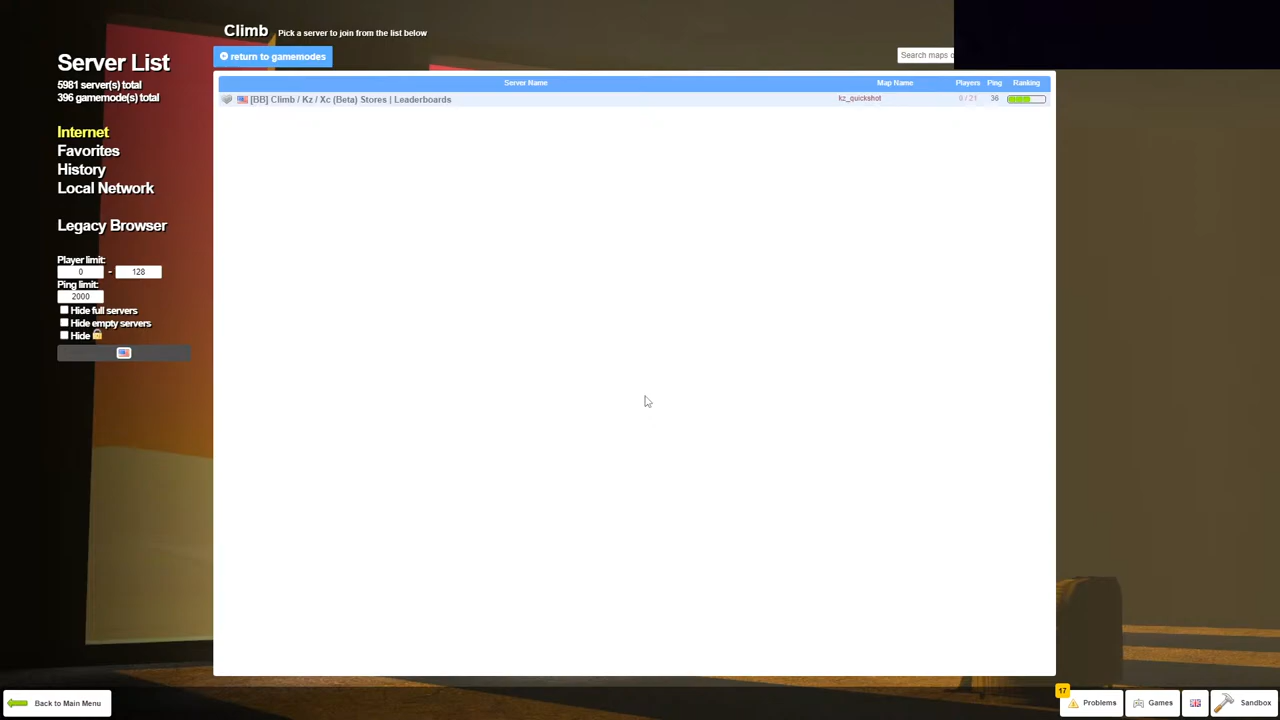 Climb Pick a server to join from the list below
Server List
return to gamemodes
Search maps
5981 server(s) total
396 gamemode(s) total
Server Name Map Name Players Ping Ranking
[BB] Climb / Kz / Xc (Beta) Stores | Leaderboards kz_quickshot 0 / 21 36
Internet
Favorites
History
Local Network
Legacy Browser
Player limit:
0 - 128
Ping limit:
2000
Hide full servers
Hide empty servers
Hide
Back to Main Menu
17
Problems
Games
Sandbox